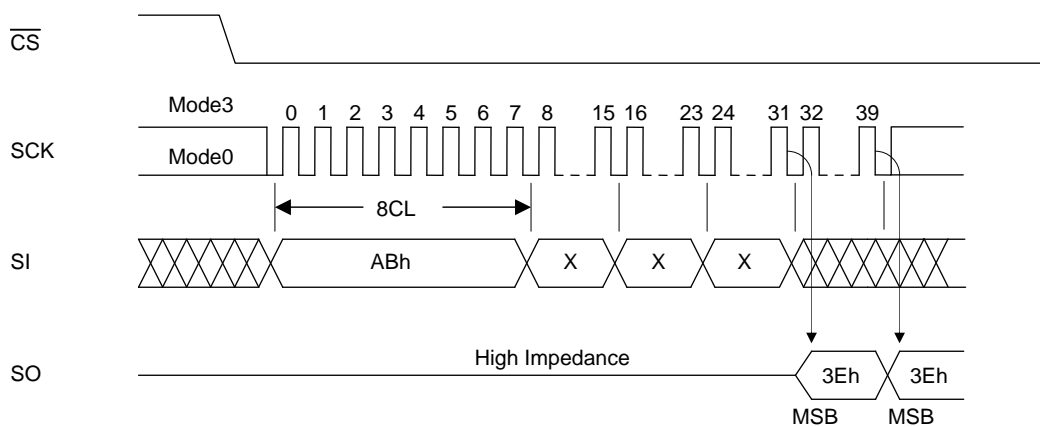 CS
Mode3
0 1 2 3 4 5 6 7 8 15 16 23 24 31 32 39
SCK
Mode0
8CL
SI
ABh X X X
High Impedance
SO
3Eh 3Eh
MSB MSB